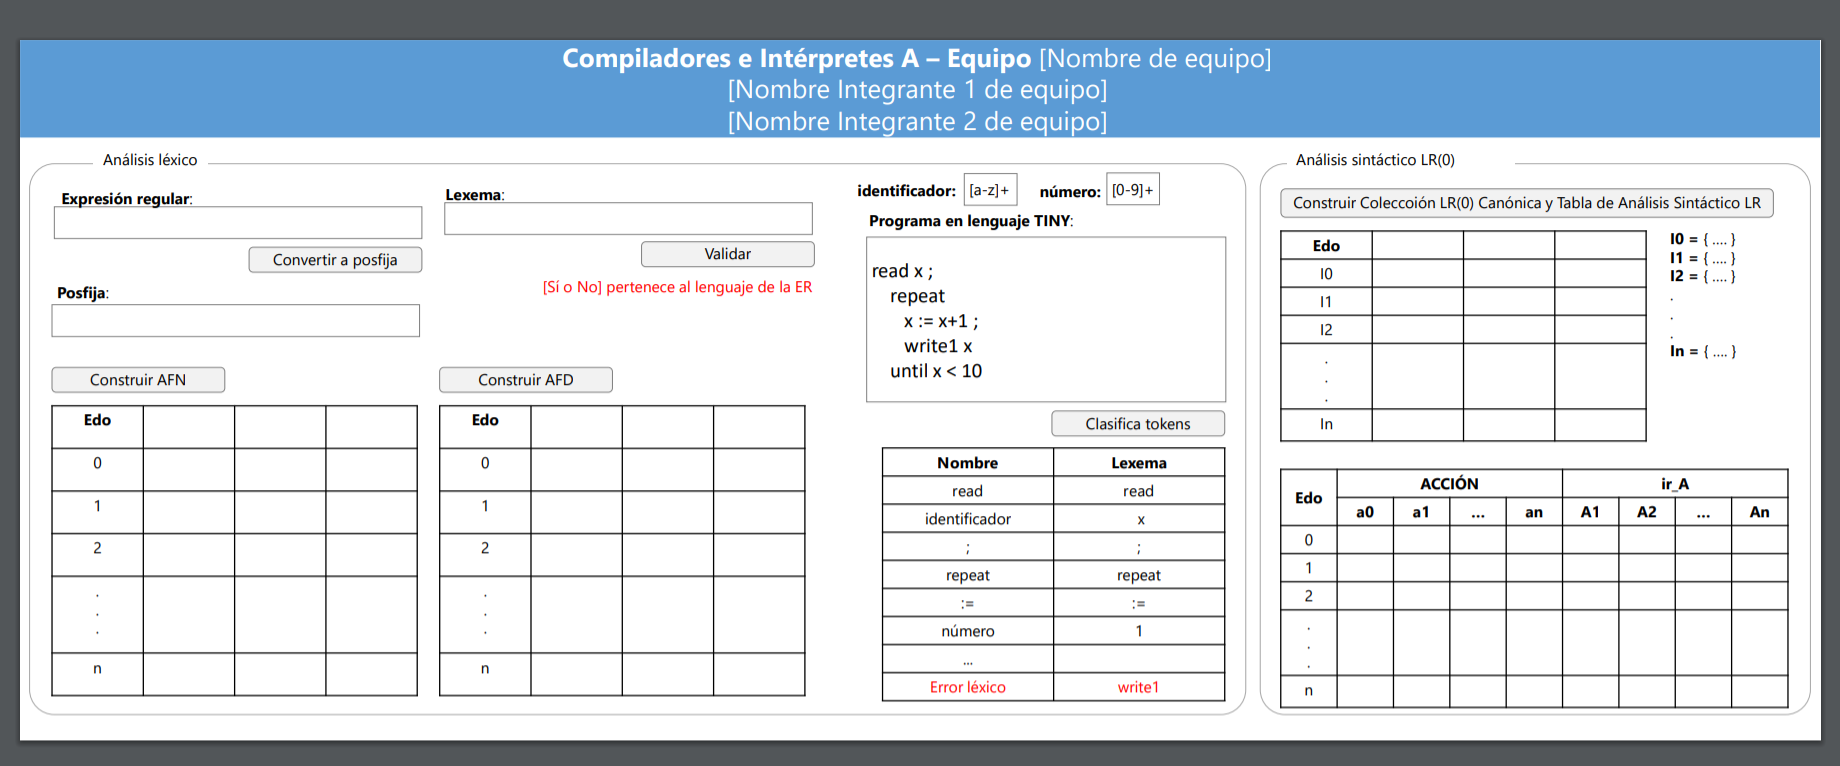 Compiladores e Intérpretes A – Equipo [Nombre de equipo]
[Nombre Integrante 1 de equipo]
[Nombre Integrante 2 de equipo]
Análisis léxico
Expresión regular:
Convertir a posfija
Posfija:
Lexema:
Validar
[Sí o No] pertenece al lenguaje de la ER
Construir AFN
Edo
0
1
2
.
.
.
n
Construir AFD
Edo
0
1
2
.
.
.
n
identificador: [a-z]+ número: [0-9]+
Programa en lenguaje TINY:
read x ;
repeat
x := x+1 ;
write1 x
until x < 10
Clasifica tokens
Nombre Lexema
read read
identificador x
; ;
repeat repeat
:= :=
número 1
...
Error léxico write1
Análisis sintáctico LR(0)
Construir Colección LR(0) Canónica y Tabla de Análisis Sintáctico LR
Edo
I0
I1
I2
.
.
.
In
I0 = { .... }
I1 = { .... }
I2 = { .... }
.
.
.
In = { .... }
Edo ACCIÓN ir_A
a0 a1 ... an A1 A2 ... An
0
1
2
.
.
.
n